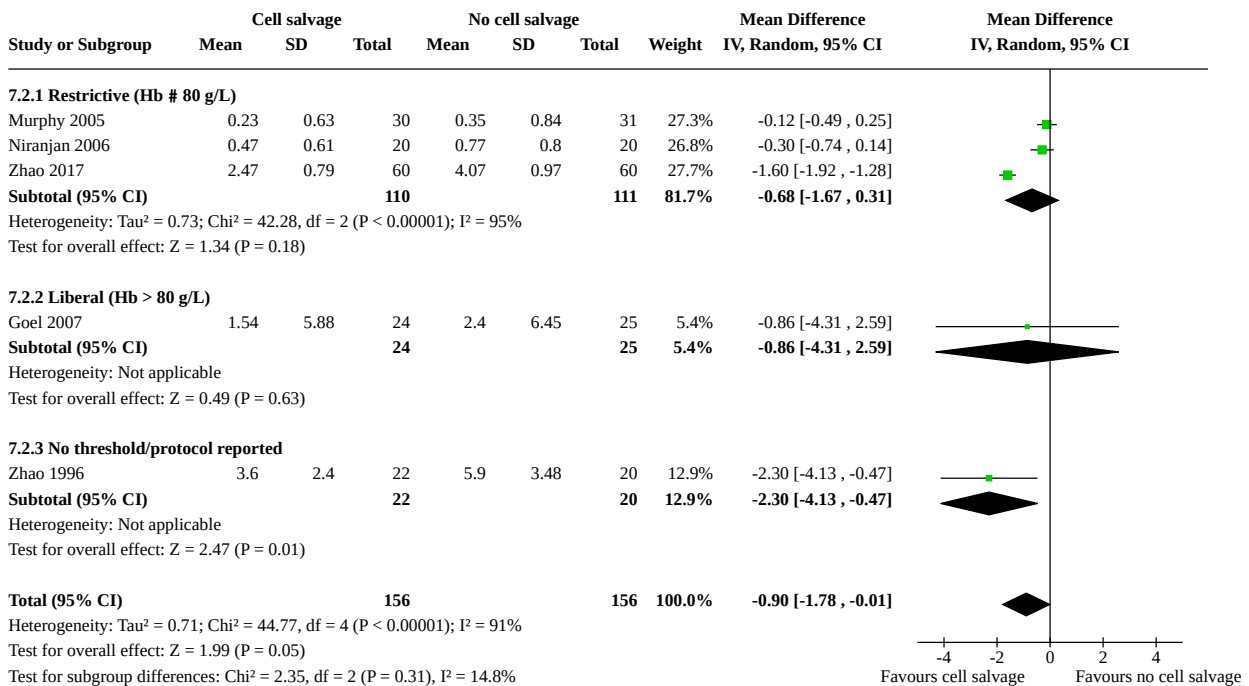 Cell salvage No cell salvage Mean Difference Mean Difference
Study or Subgroup Mean SD Total Mean SD Total Weight IV, Random, 95% CI IV, Random, 95% CI
7.2.1 Restrictive (Hb # 80 g/L)
Murphy 2005 0.23 0.63 30 0.35 0.84 31 27.3% -0.12 [-0.49 , 0.25]
Niranjan 2006 0.47 0.61 20 0.77 0.8 20 26.8% -0.30 [-0.74 , 0.14]
Zhao 2017 2.47 0.79 60 4.07 0.97 60 27.7% -1.60 [-1.92 , -1.28]
Subtotal (95% CI) 110 111 81.7% -0.68 [-1.67 , 0.31]
Heterogeneity: Tau² = 0.73; Chi² = 42.28, df = 2 (P < 0.00001); I² = 95%
Test for overall effect: Z = 1.34 (P = 0.18)
7.2.2 Liberal (Hb > 80 g/L)
Goel 2007 1.54 5.88 24 2.4 6.45 25 5.4% -0.86 [-4.31 , 2.59]
Subtotal (95% CI) 24 25 5.4% -0.86 [-4.31 , 2.59]
Heterogeneity: Not applicable
Test for overall effect: Z = 0.49 (P = 0.63)
7.2.3 No threshold/protocol reported
Zhao 1996 3.6 2.4 22 5.9 3.48 20 12.9% -2.30 [-4.13 , -0.47]
Subtotal (95% CI) 22 20 12.9% -2.30 [-4.13 , -0.47]
Heterogeneity: Not applicable
Test for overall effect: Z = 2.47 (P = 0.01)
Total (95% CI) 156 156 100.0% -0.90 [-1.78 , -0.01]
Heterogeneity: Tau² = 0.71; Chi² = 44.77, df = 4 (P < 0.00001); I² = 91%
Test for overall effect: Z = 1.99 (P = 0.05)
-4 -2 0 2 4
Test for subgroup differences: Chi² = 2.35, df = 2 (P = 0.31), I² = 14.8%
Favours cell salvage Favours no cell salvage